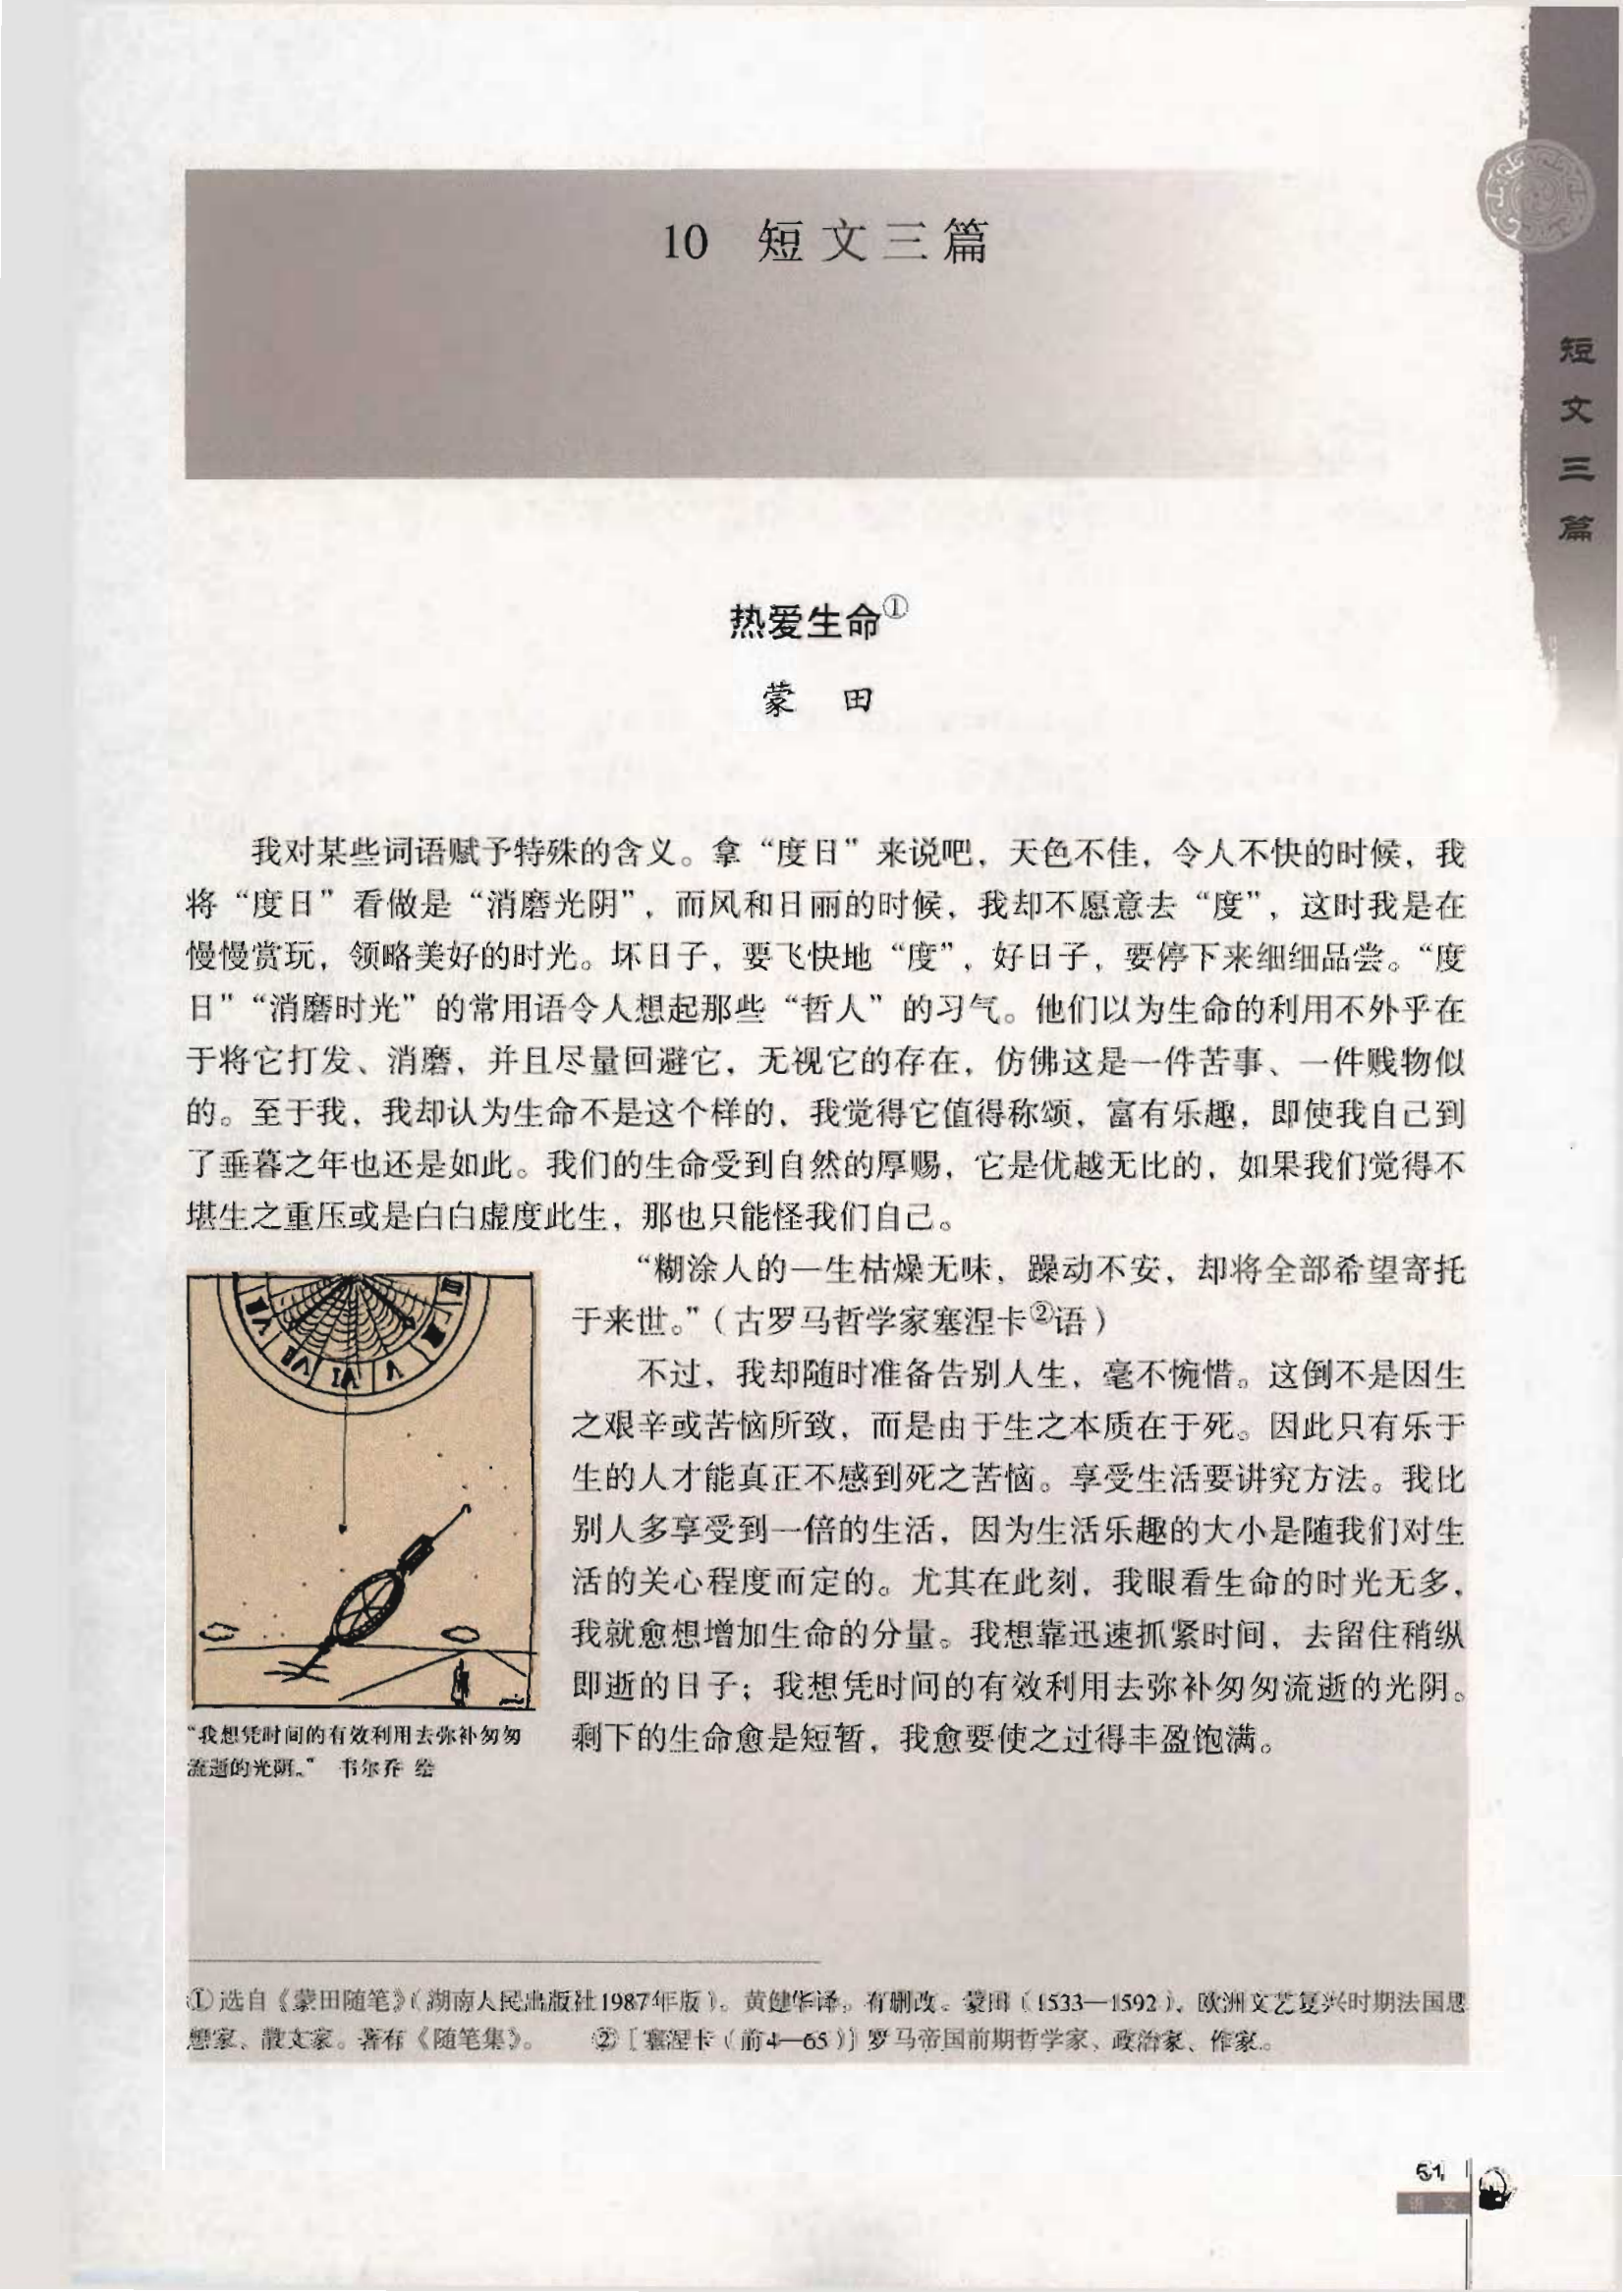 10 短文三篇
短文三篇
热爱生命①
蒙 田
我对某些词语赋予特殊的含义。拿“度日”来说吧，天色不佳，令人不快的时候，我
将“度日”看做是“消磨光阴”，而风和日丽的时候，我却不愿意去“度”，这时我是在
慢慢赏玩，领略美好的时光。坏日子，要飞快地“度”，好日子，要停下来细细品尝。“度
日”“消磨时光”的常用语令人想起那些“哲人”的习气。他们以为生命的利用不外乎在
于将它打发、消磨，并且尽量回避它，无视它的存在，仿佛这是一件苦事、一件贱物似
的。至于我，我却认为生命不是这个样的，我觉得它值得称颂，富有乐趣，即使我自己到
了垂暮之年也还是如此。我们的生命受到自然的厚赐，它是优越无比的，如果我们觉得不
堪生之重压或是白白虚度此生，那也只能怪我们自己。
“糊涂人的一生枯燥无味，躁动不安，却将全部希望寄托
于来世。”（古罗马哲学家塞涅卡②语）
不过，我却随时准备告别人生，毫不惋惜。这倒不是因生
之艰辛或苦恼所致，而是由于生之本质在于死。因此只有乐于
生的人才能真正不感到死之苦恼。享受生活要讲究方法。我比
别人多享受到一倍的生活，因为生活乐趣的大小是随我们对生
活的关心程度而定的。尤其在此刻，我眼看生命的时光无多，
我就愈想增加生命的分量。我想靠迅速抓紧时间，去留住稍纵
即逝的日子；我想凭时间的有效利用去弥补匆匆流逝的光阴。
剩下的生命愈是短暂，我愈要使之过得丰盈饱满。
“我想凭时间的有效利用去弥补匆匆
流逝的光阴。” 韦尔乔 绘
①选自《蒙田随笔》（湖南人民出版社1987年版）。黄健华译。有删改。蒙田（1533—1592），欧洲文艺复兴时期法国思
想家、散文家。著有《随笔集》。 ②［塞涅卡（前4—65）］罗马帝国前期哲学家、政治家、作家。
51
语 文